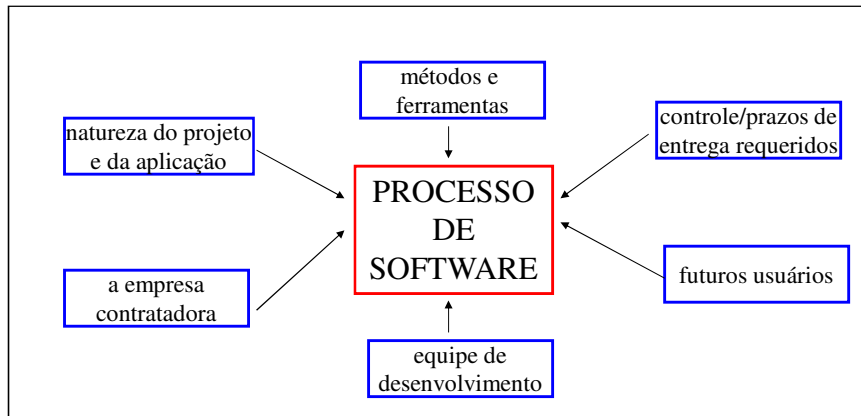 métodos e
ferramentas
natureza do projeto
e da aplicação
controle/prazos de
entrega requeridos
PROCESSO
DE
SOFTWARE
a empresa
contratadora
futuros usuários
equipe de
desenvolvimento